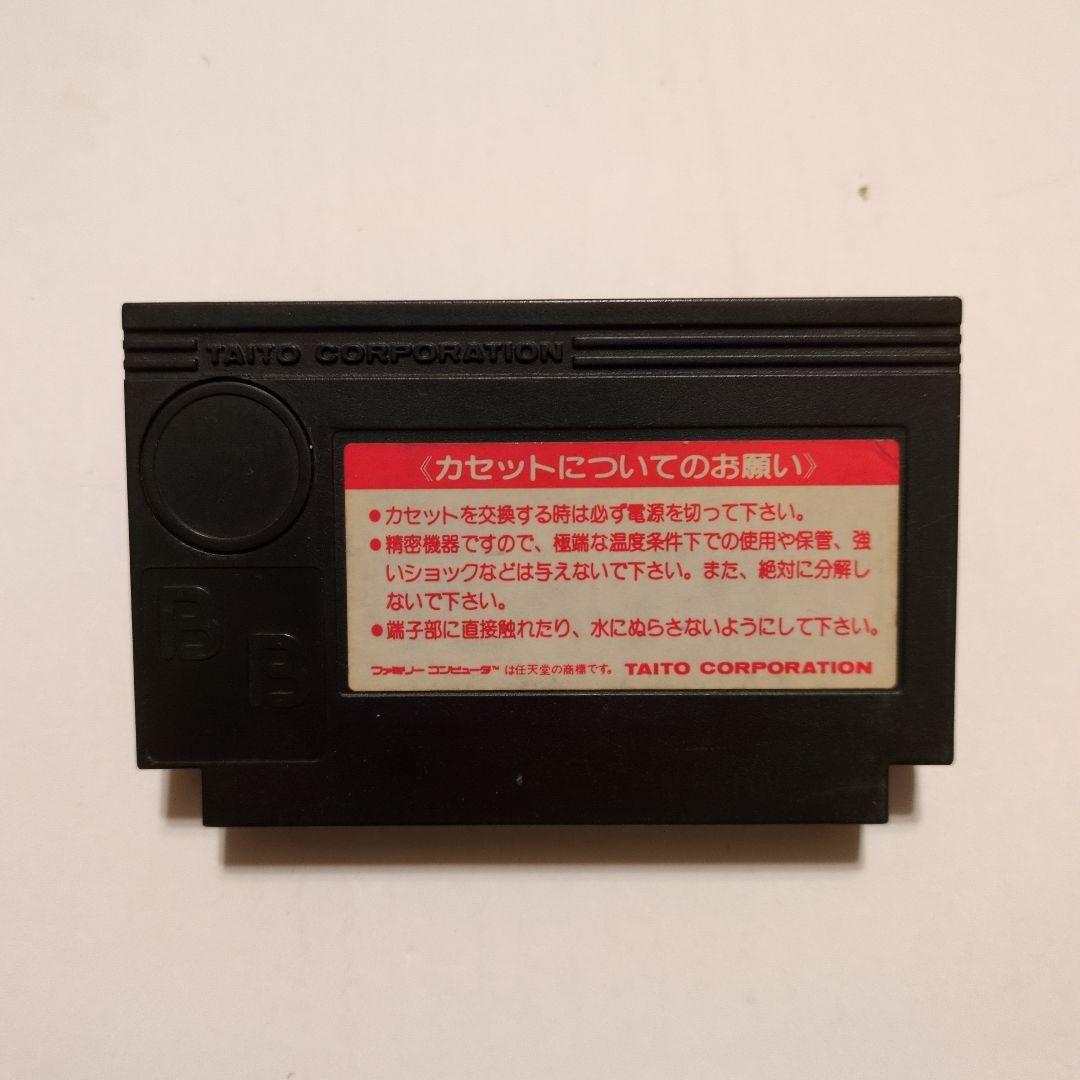 TAITO CORPORATION
《カセットについてのお願い》
●カセットを交換する時は必ず電源を切って下さい。
●精密機器ですので、極端な温度条件下での使用や保管、強
いショックなどは与えないで下さい。また、絶対に分解し
ないで下さい。
●端子部に直接触れたり、水にぬらさないようにして下さい。
ファミリーコンピュータ™は任天堂の商標です。 TAITO CORPORATION
B
B